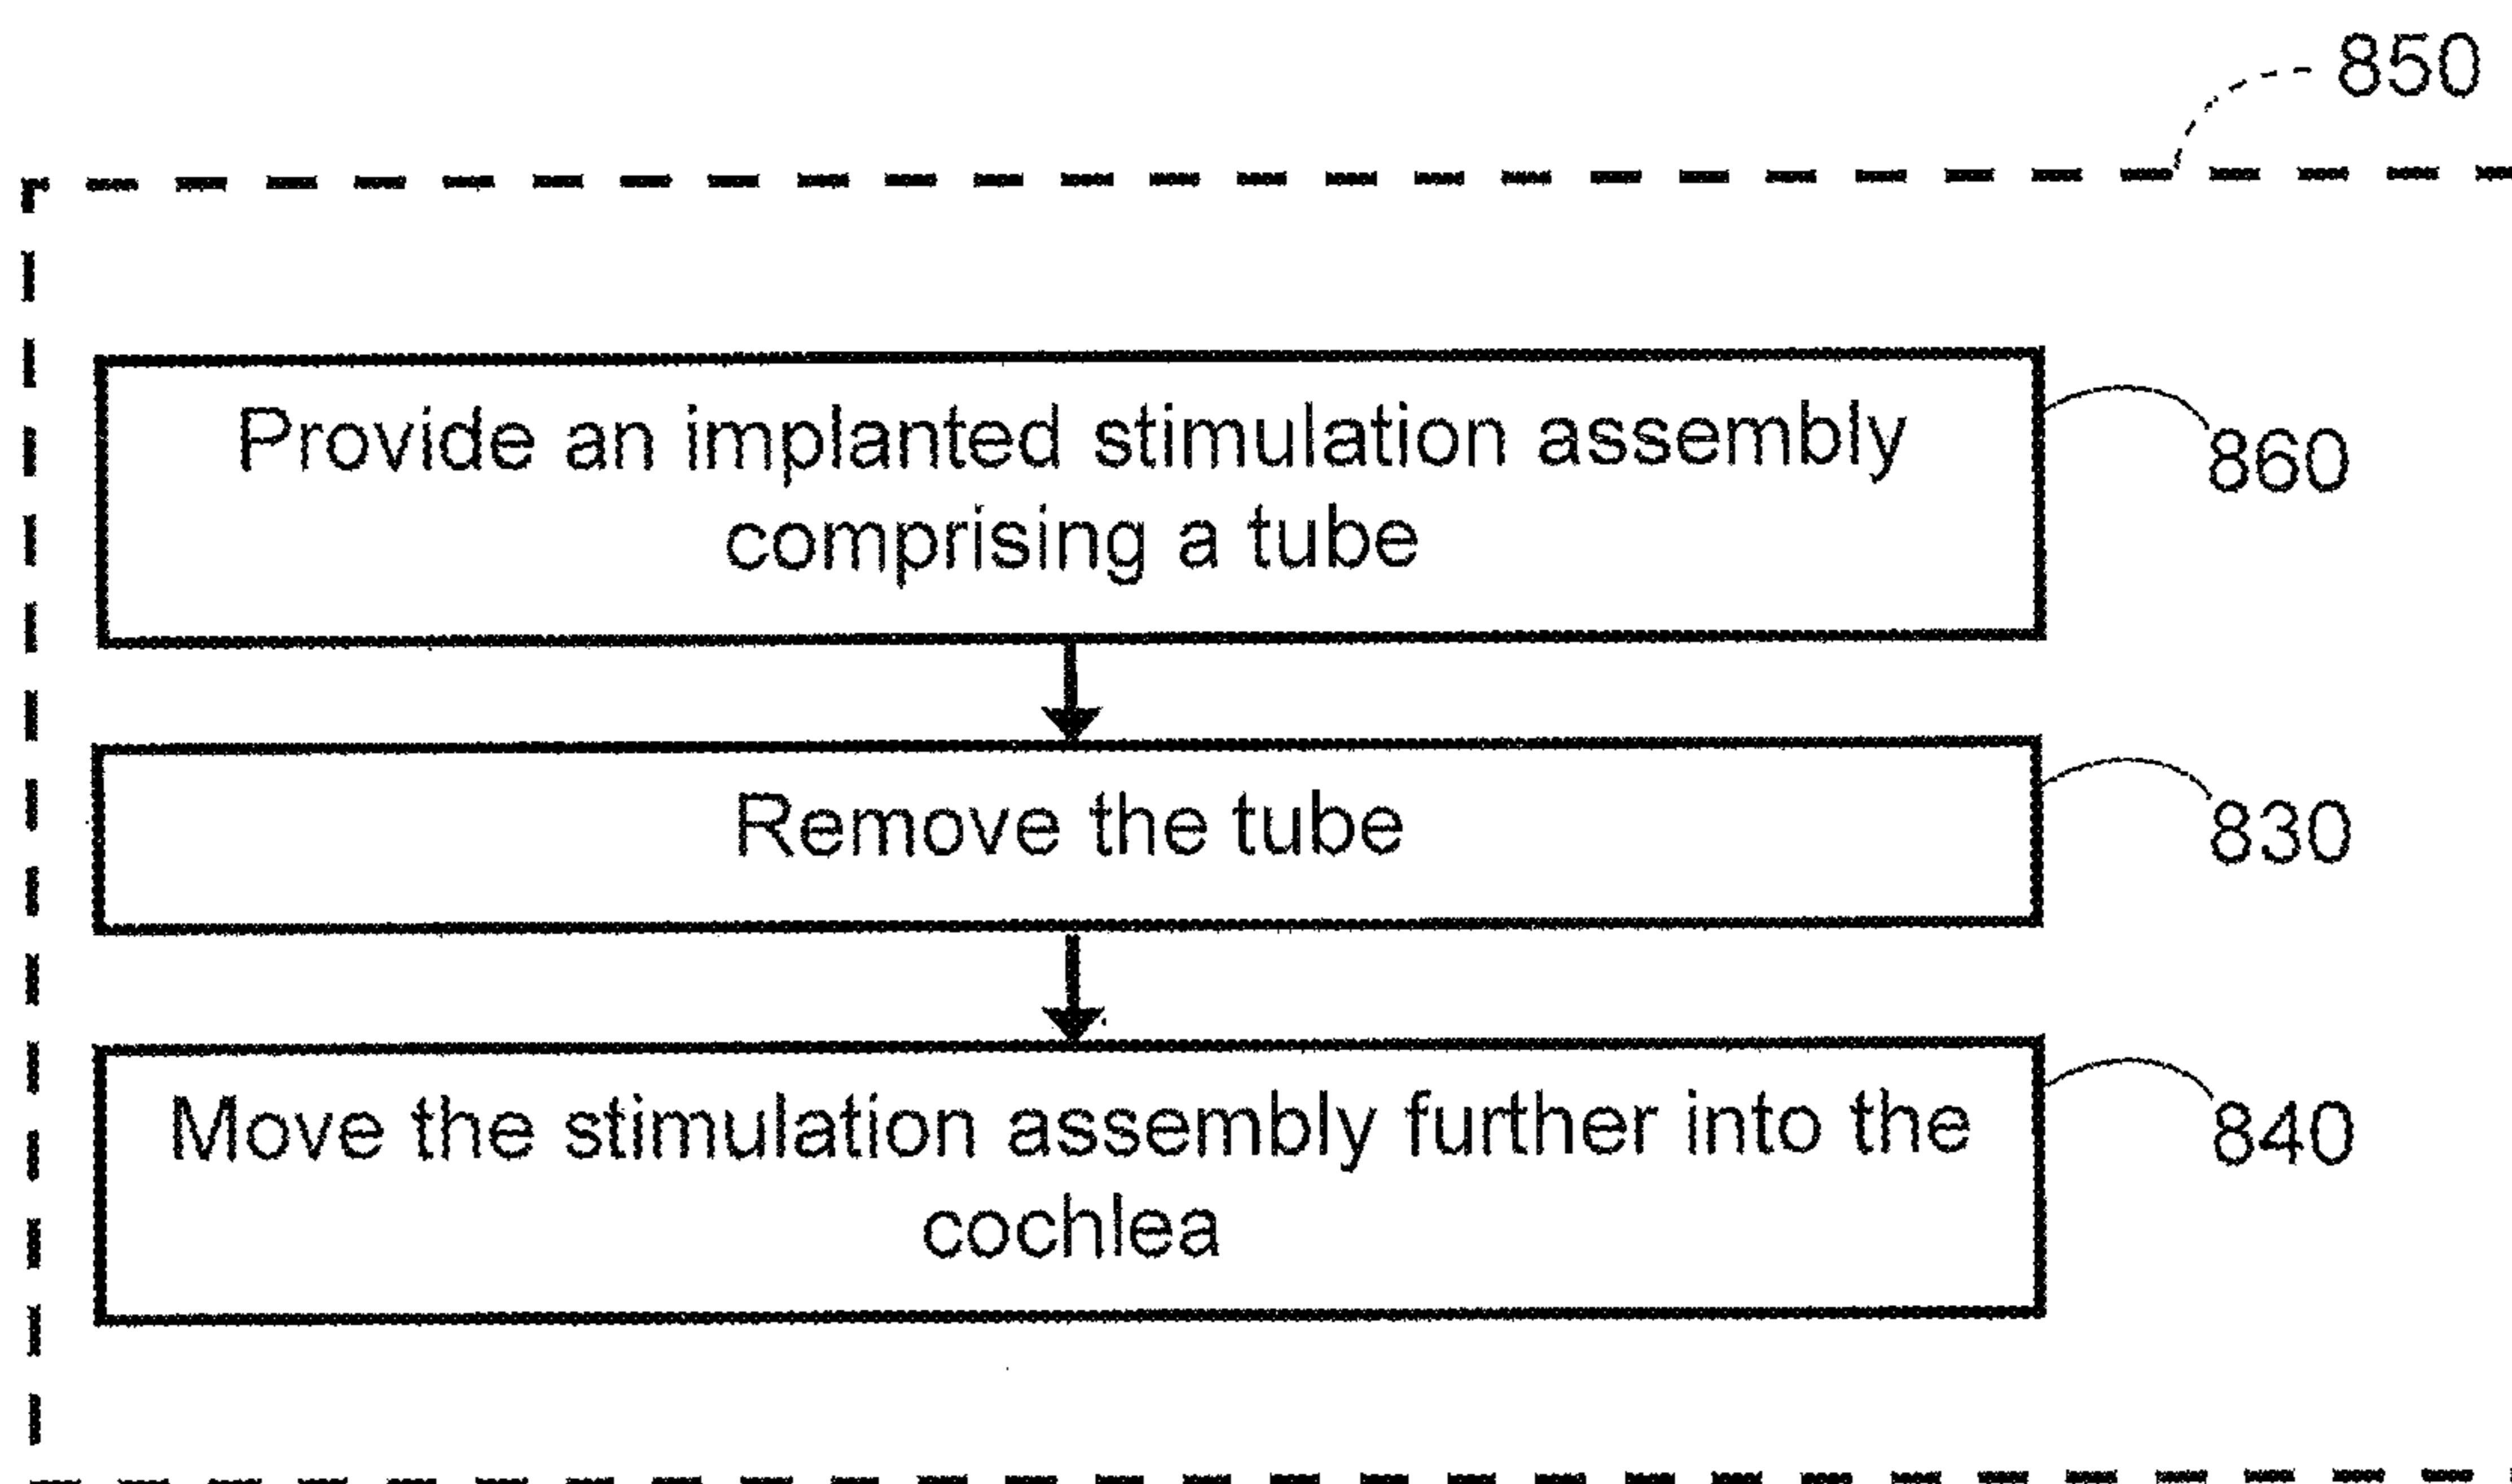 850
Provide an implanted stimulation assembly
comprising a tube
860
Remove the tube
830
Move the stimulation assembly further into the
cochlea
840